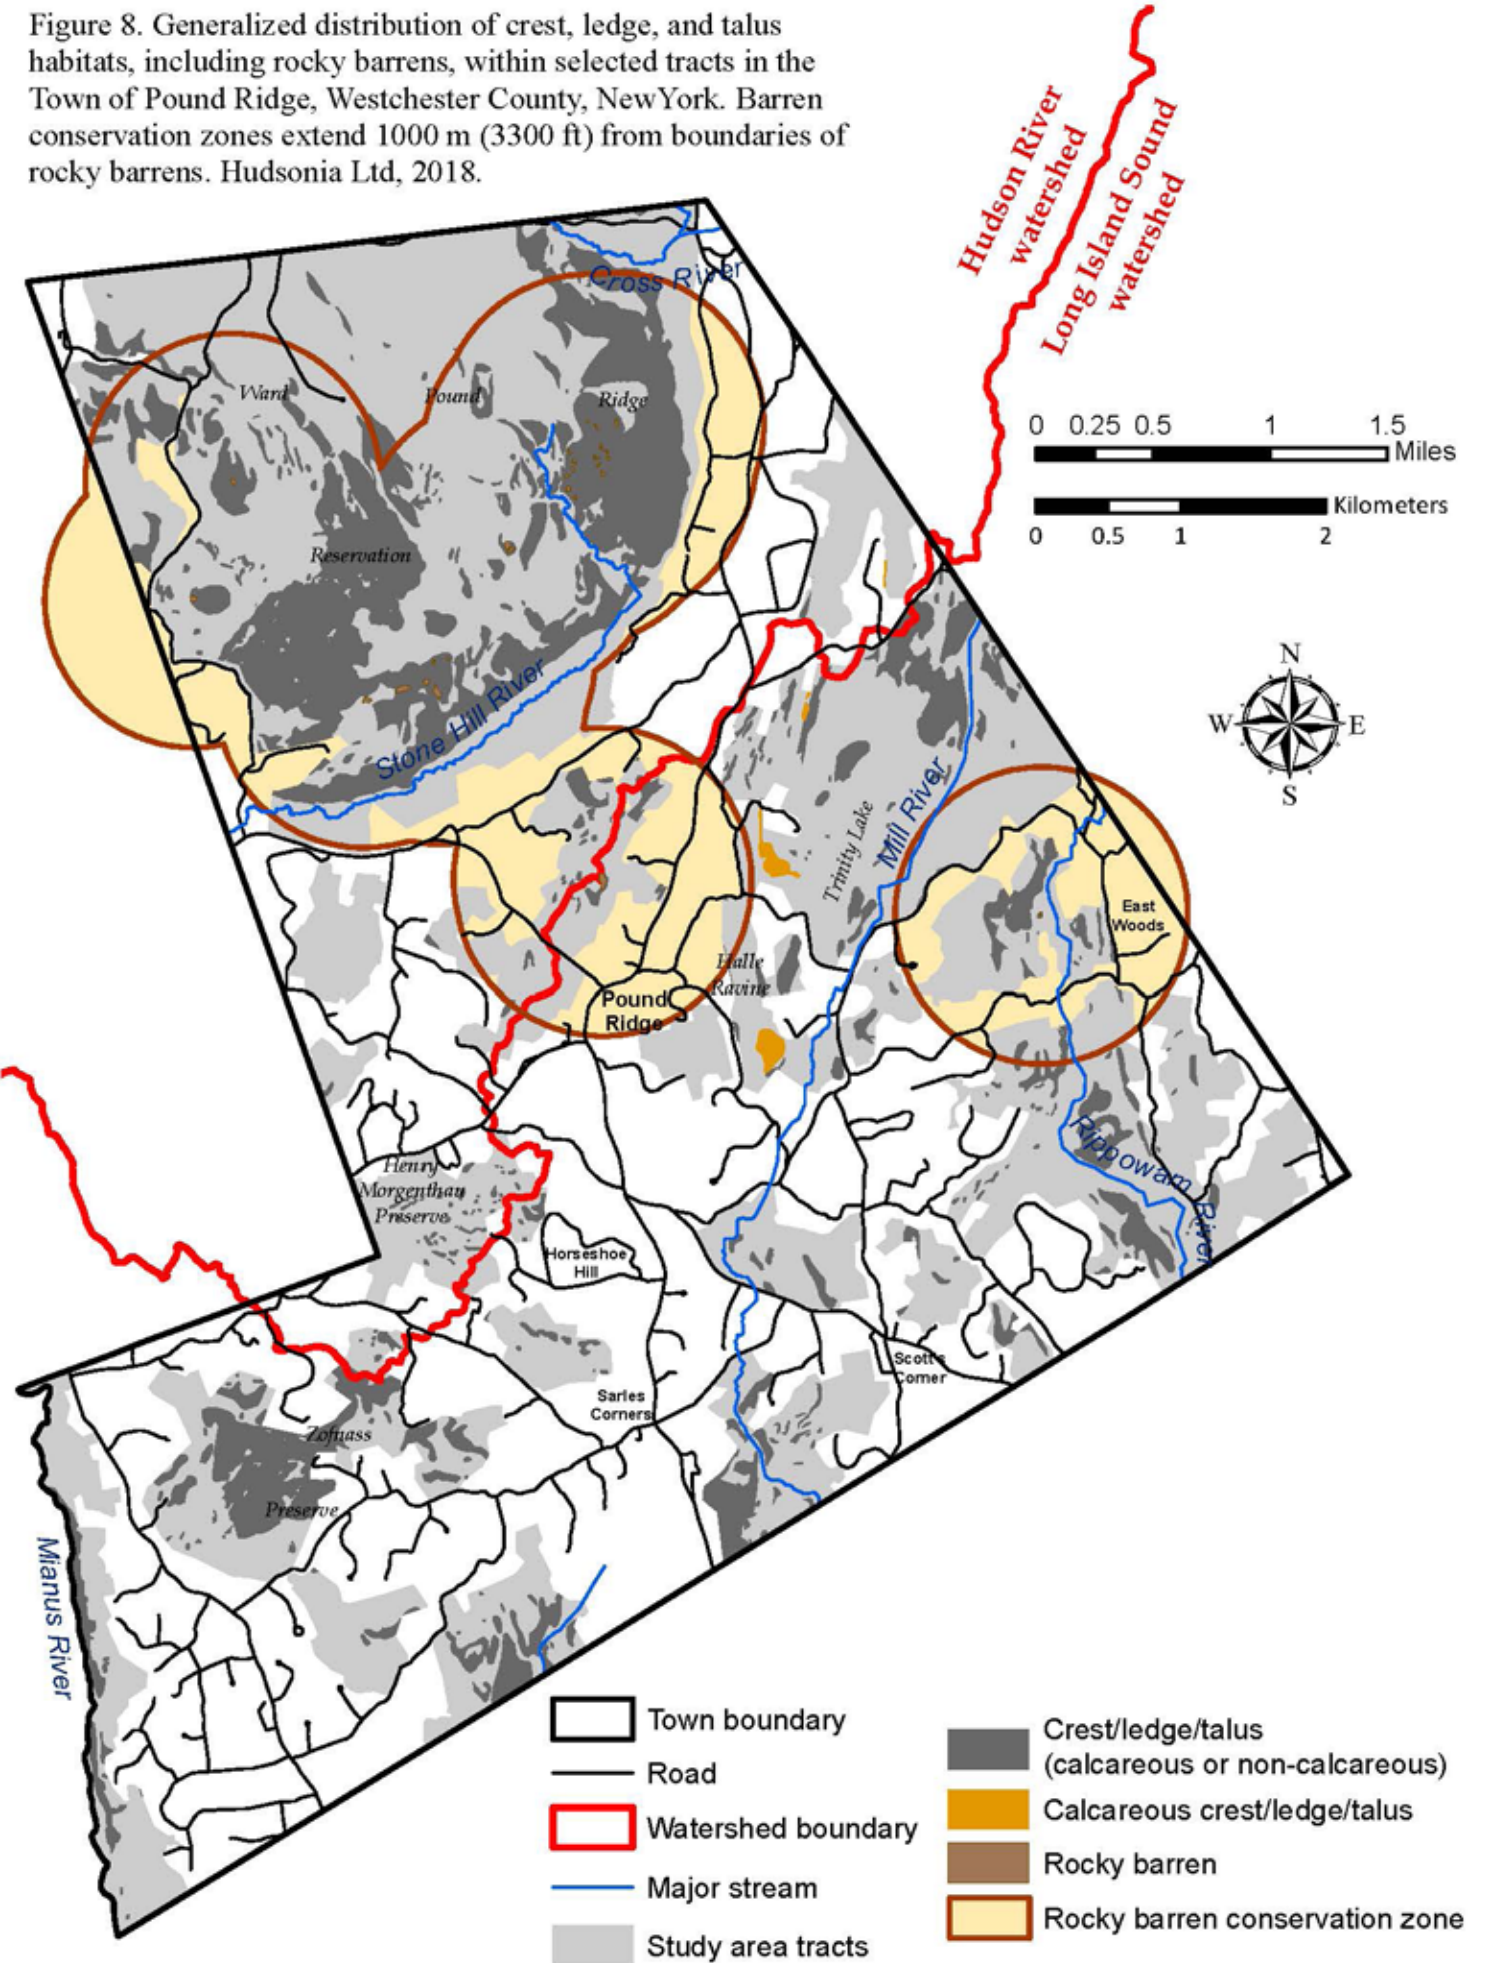 Figure 8. Generalized distribution of crest, ledge, and talus
habitats, including rocky barrens, within selected tracts in the
Town of Pound Ridge, Westchester County, NewYork. Barren
conservation zones extend 1000 m (3300 ft) from boundaries of
rocky barrens. Hudsonia Ltd, 2018.
Hudson River
watershed
Long Island Sound
watershed
Cross River
Ward
Pound
Ridge
Reservation
0 0.25 0.5 1 1.5
Miles
Kilometers
0 0.5 1 2
N
W E
S
Stone Hill River
Mill River
Trinity Lake
East
Woods
Halle
Ravine
Pound
Ridge
Rippowam River
Henry
Morgenthau
Preserve
Horseshoe
Hill
Scott's
Corner
Sarles
Corners
Zofnass
Preserve
Mianus River
Town boundary
Road
Watershed boundary
Major stream
Study area tracts
Crest/ledge/talus
(calcareous or non-calcareous)
Calcareous crest/ledge/talus
Rocky barren
Rocky barren conservation zone